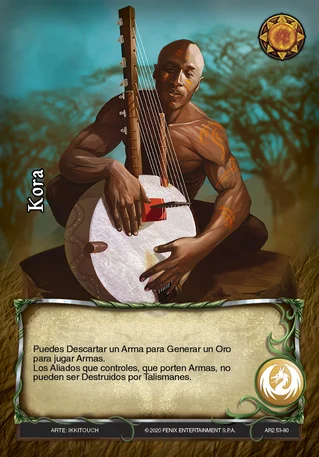 Kora
Puedes Descartar un Arma para Generar un Oro
para jugar Armas.
Los Aliados que controles, que porten Armas, no
pueden ser Destruidos por Talismanes.
ARTE: IKKITOUCH
© 2020 FENIX ENTERTAINMENT S.P.A.
AR2 53-80